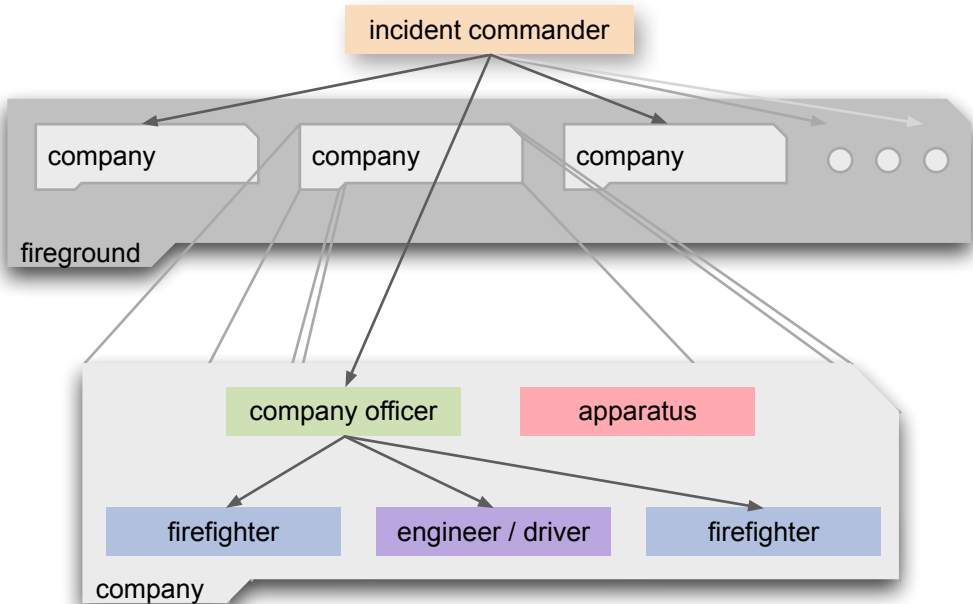 incident commander
company
company
company
fireground
company officer
apparatus
firefighter
engineer / driver
firefighter
company